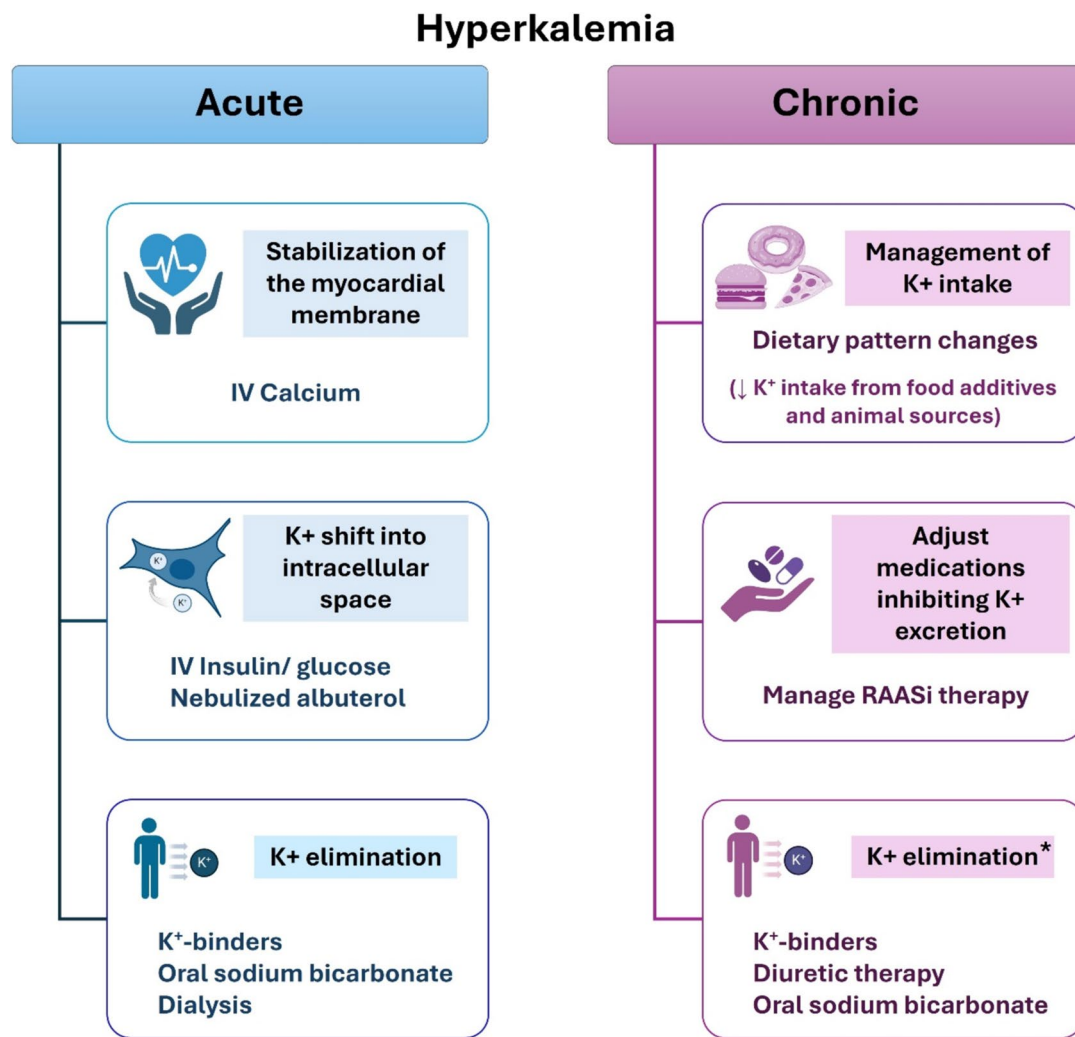 Hyperkalemia
Acute
Stabilization of
the myocardial
membrane
IV Calcium
K+ shift into
intracellular
space
K⁺
K⁺
IV Insulin/ glucose
Nebulized albuterol
K+ elimination
K⁺
K⁺-binders
Oral sodium bicarbonate
Dialysis
Chronic
Management of
K+ intake
Dietary pattern changes
(↓ K⁺ intake from food additives
and animal sources)
Adjust
medications
inhibiting K+
excretion
Manage RAASi therapy
K+ elimination*
K⁺
K⁺-binders
Diuretic therapy
Oral sodium bicarbonate